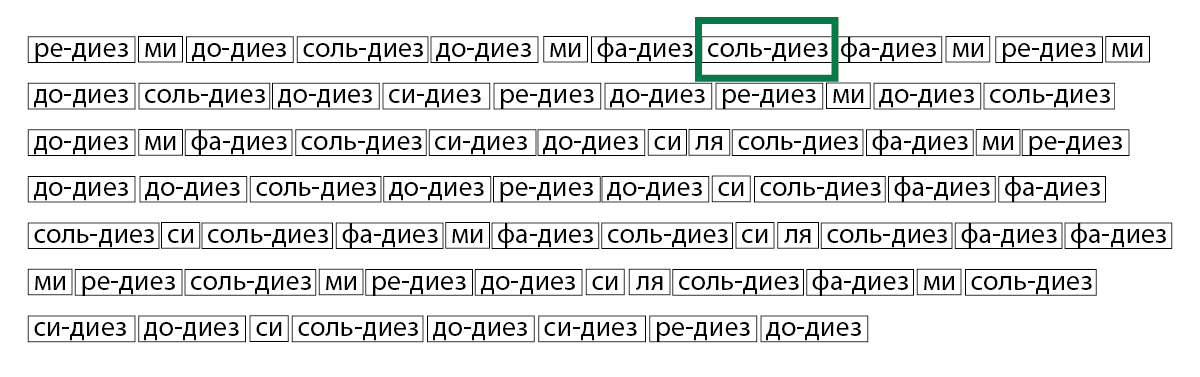 ре-диез ми до-диез соль-диез до-диез ми фа-диез соль-диез фа-диез ми ре-диез ми
до-диез соль-диез до-диез си-диез ре-диез до-диез ре-диез ми до-диез соль-диез
до-диез ми фа-диез соль-диез си-диез до-диез си ля соль-диез фа-диез ми ре-диез
до-диез до-диез соль-диез до-диез ре-диез до-диез си соль-диез фа-диез фа-диез
соль-диез си соль-диез фа-диез ми фа-диез соль-диез си ля соль-диез фа-диез фа-диез
ми ре-диез соль-диез ми ре-диез до-диез си ля соль-диез фа-диез ми соль-диез
си-диез до-диез си соль-диез до-диез си-диез ре-диез до-диез